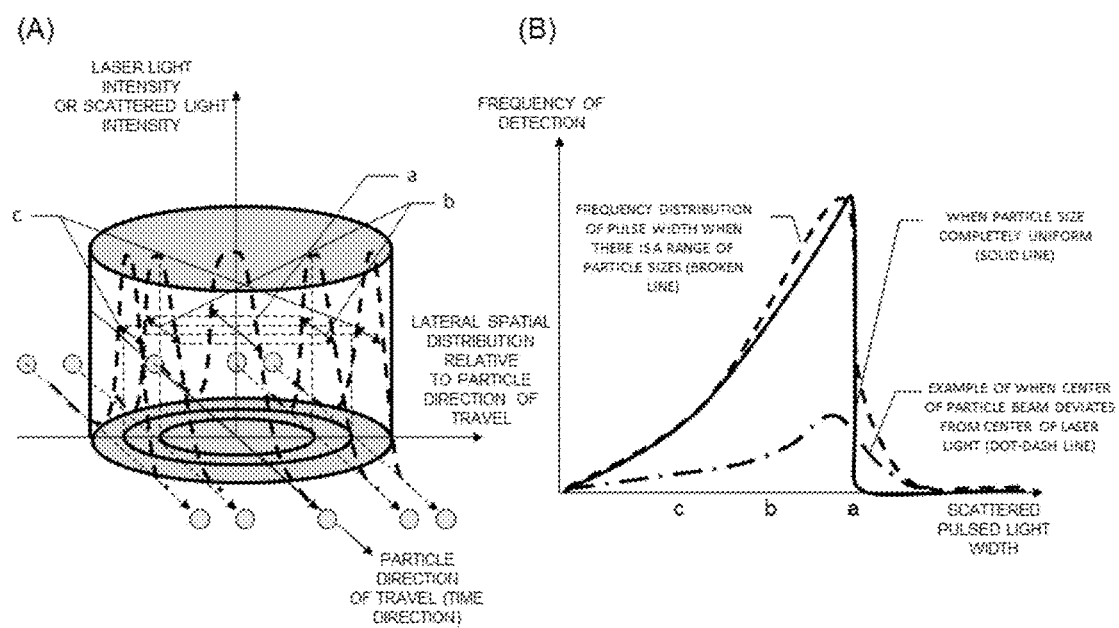 (A)
LASER LIGHT
INTENSITY
OR SCATTERED LIGHT
INTENSITY
a
b
c
LATERAL SPATIAL
DISTRIBUTION
RELATIVE
TO PARTICLE
DIRECTION OF
TRAVEL
PARTICLE
DIRECTION
OF TRAVEL (TIME
DIRECTION)
(B)
FREQUENCY OF
DETECTION
FREQUENCY DISTRIBUTION
OF PULSE WIDTH WHEN
THERE IS A RANGE OF
PARTICLE SIZES (BROKEN
LINE)
WHEN PARTICLE SIZE
COMPLETELY UNIFORM
(SOLID LINE)
EXAMPLE OF WHEN CENTER
OF PARTICLE BEAM DEVIATES
FROM CENTER OF LASER
LIGHT (DOT-DASH LINE)
c b a
SCATTERED
PULSED LIGHT
WIDTH